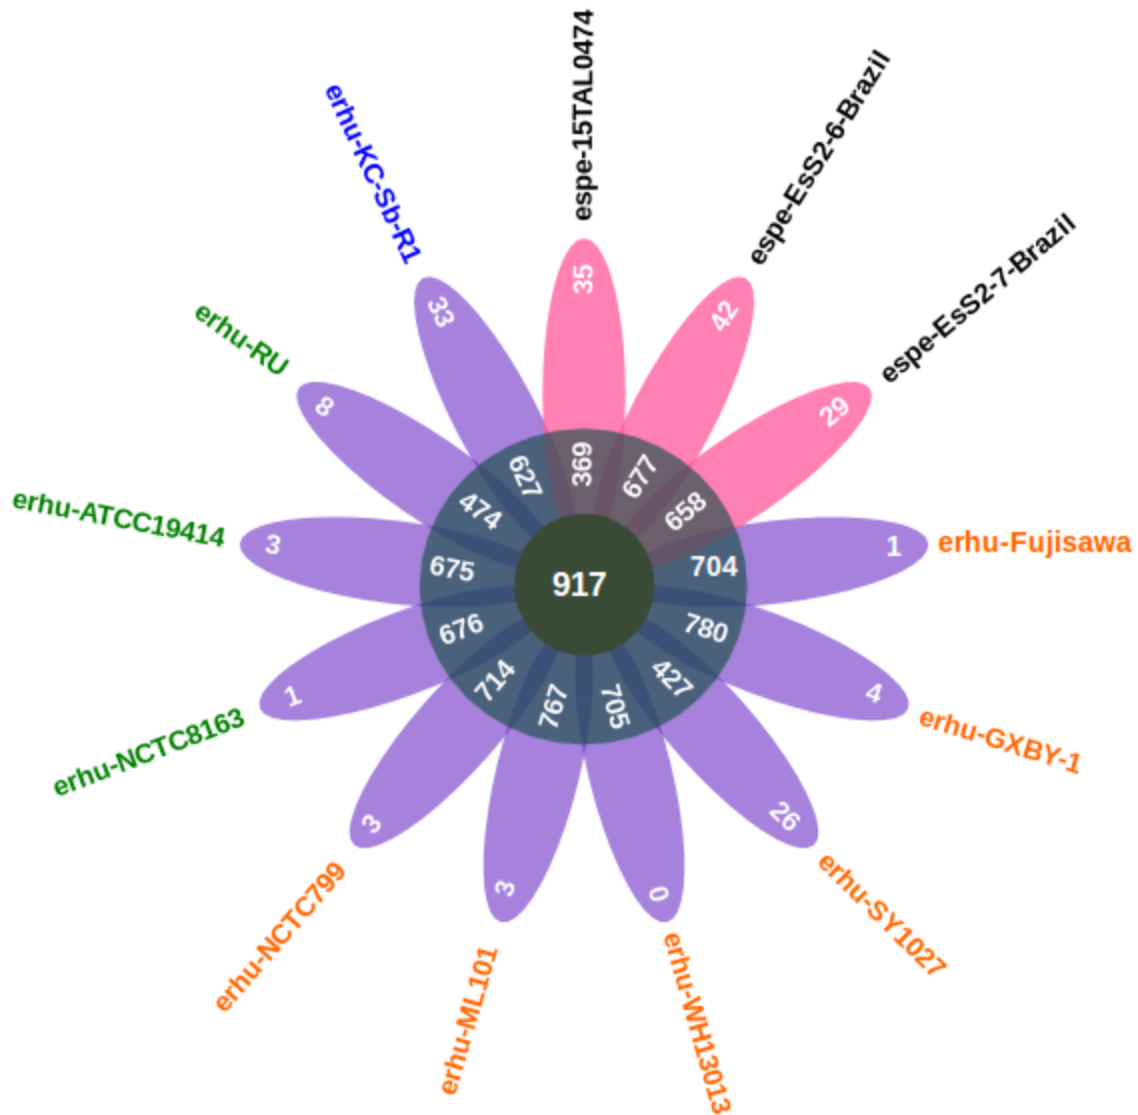 espe-15TAL0474
35
369
espe-EsS2-6-Brazil
42
677
espe-EsS2-7-Brazil
29
658
erhu-Fujisawa
1
704
erhu-GXBY-1
4
780
erhu-SY1027
26
427
erhu-WH13013
0
705
erhu-ML101
3
767
erhu-NCTC799
3
714
erhu-NCTC8163
1
676
erhu-ATCC19414
3
675
erhu-RU
8
474
erhu-KC-Sb-R1
33
627
917